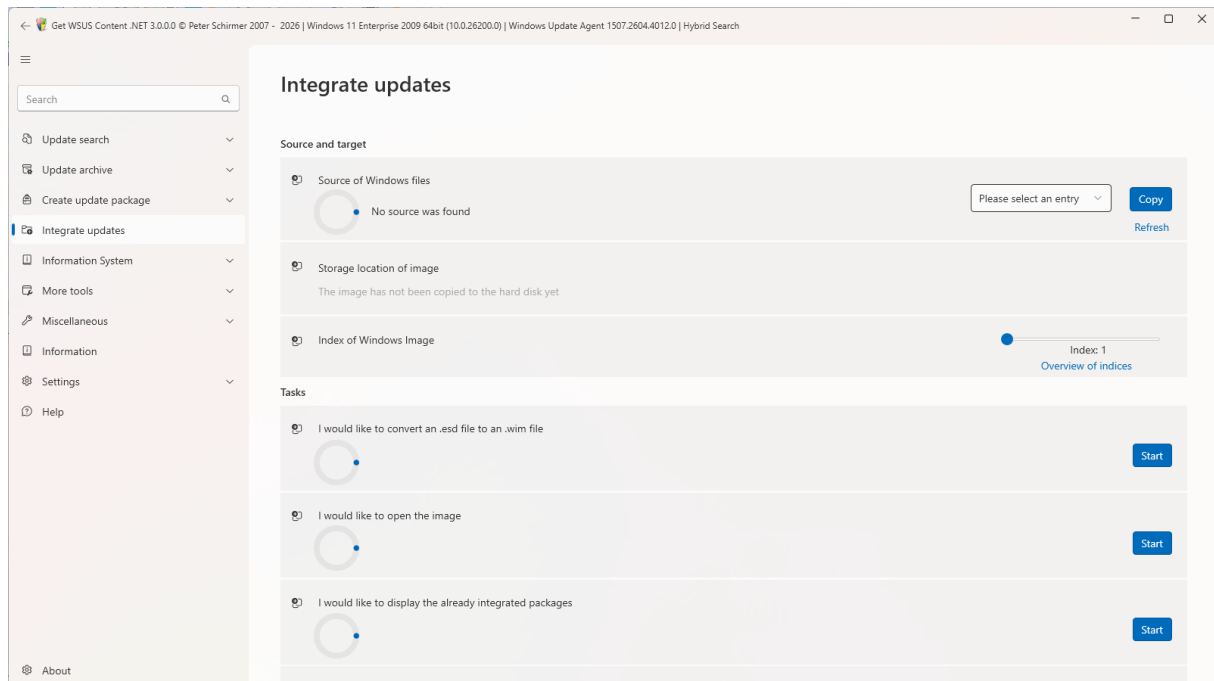 Get WSUS Content .NET 3.0.0.0 © Peter Schirmer 2007 - 2026 | Windows 11 Enterprise 2009 64bit (10.0.26200.0) | Windows Update Agent 1507.2604.4012.0 | Hybrid Search
Search
Update search
Update archive
Create update package
Integrate updates
Information System
More tools
Miscellaneous
Information
Settings
Help
About
Integrate updates
Source and target
Source of Windows files
No source was found
Please select an entry
Copy
Refresh
Storage location of image
The image has not been copied to the hard disk yet
Index of Windows Image
Index: 1
Overview of indices
Tasks
I would like to convert an .esd file to an .wim file
Start
I would like to open the image
Start
I would like to display the already integrated packages
Start